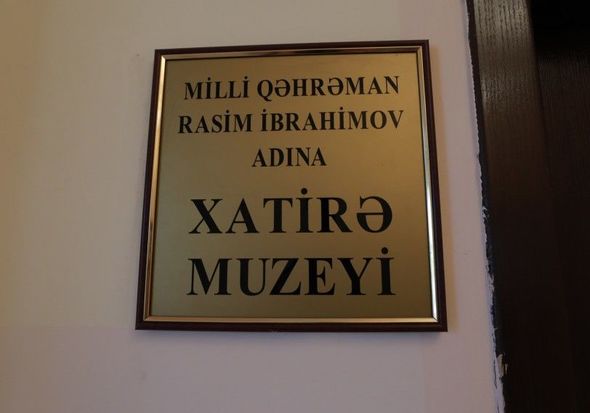 MİLLİ QƏHRƏMAN
RASİM İBRAHİMOV
ADINA
XATİRƏ
MUZEYİ